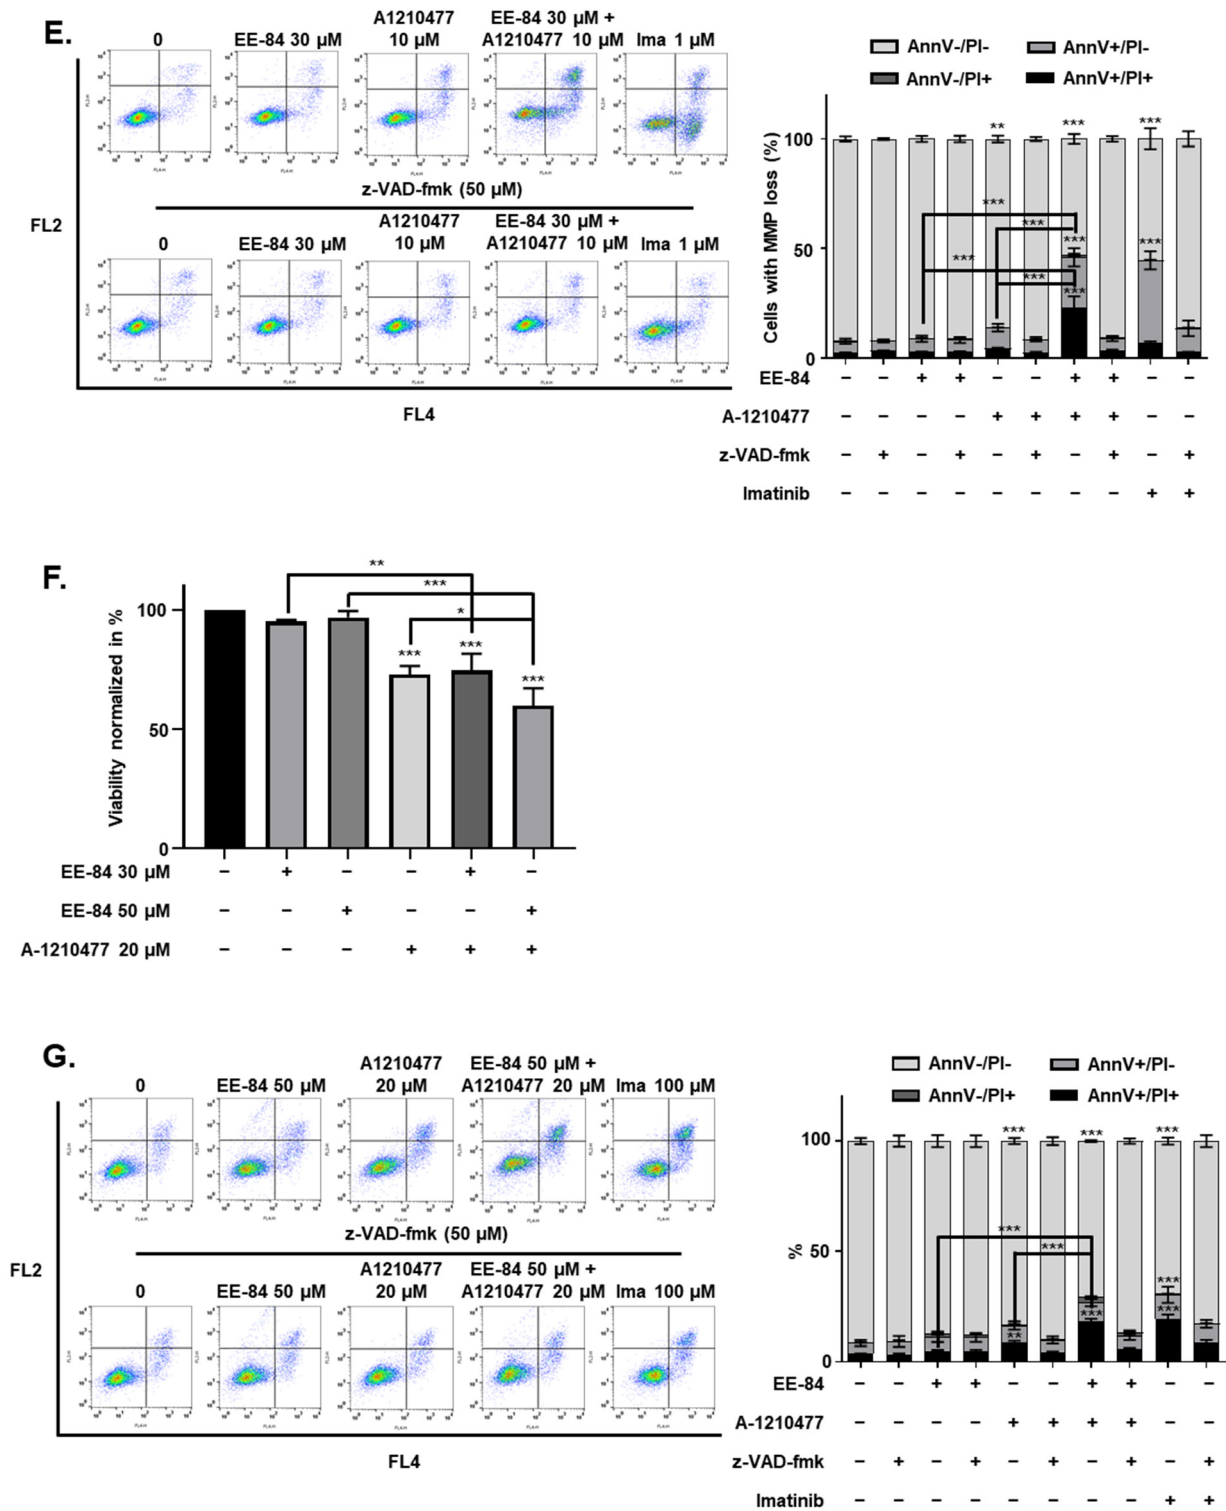 E.
0
EE-84 30 µM
A1210477
10 µM
EE-84 30 µM +
A1210477 10 µM
Ima 1 µM
z-VAD-fmk (50 µM)
0
EE-84 30 µM
A1210477
10 µM
EE-84 30 µM +
A1210477 10 µM
Ima 1 µM
FL2
FL4
AnnV-/PI-
AnnV+/PI-
AnnV-/PI+
AnnV+/PI+
Cells with MMP loss (%)
100
50
0
** *** ***
***
***
*** ***
***
***
***
EE-84 – – + + – – + + – –
A-1210477 – – – – + + + + – –
z-VAD-fmk – + – + – + – + – +
Imatinib – – – – – – – – + +
F.
Viability normalized in %
100
50
0
**
***
*
*** *** ***
EE-84 30 µM – + – – + –
EE-84 50 µM – – + – – +
A-1210477 20 µM – – – + + +
G.
0
EE-84 50 µM
A1210477
20 µM
EE-84 50 µM +
A1210477 20 µM
Ima 100 µM
z-VAD-fmk (50 µM)
0
EE-84 50 µM
A1210477
20 µM
EE-84 50 µM +
A1210477 20 µM
Ima 100 µM
FL2
FL4
AnnV-/PI-
AnnV+/PI-
AnnV-/PI+
AnnV+/PI+
%
100
50
0
*** *** ***
***
***
***
** *** ***
EE-84 – – + + – – + + – –
A-1210477 – – – – + + + + – –
z-VAD-fmk – + – + – + – + – +
Imatinib – – – – – – – – + +